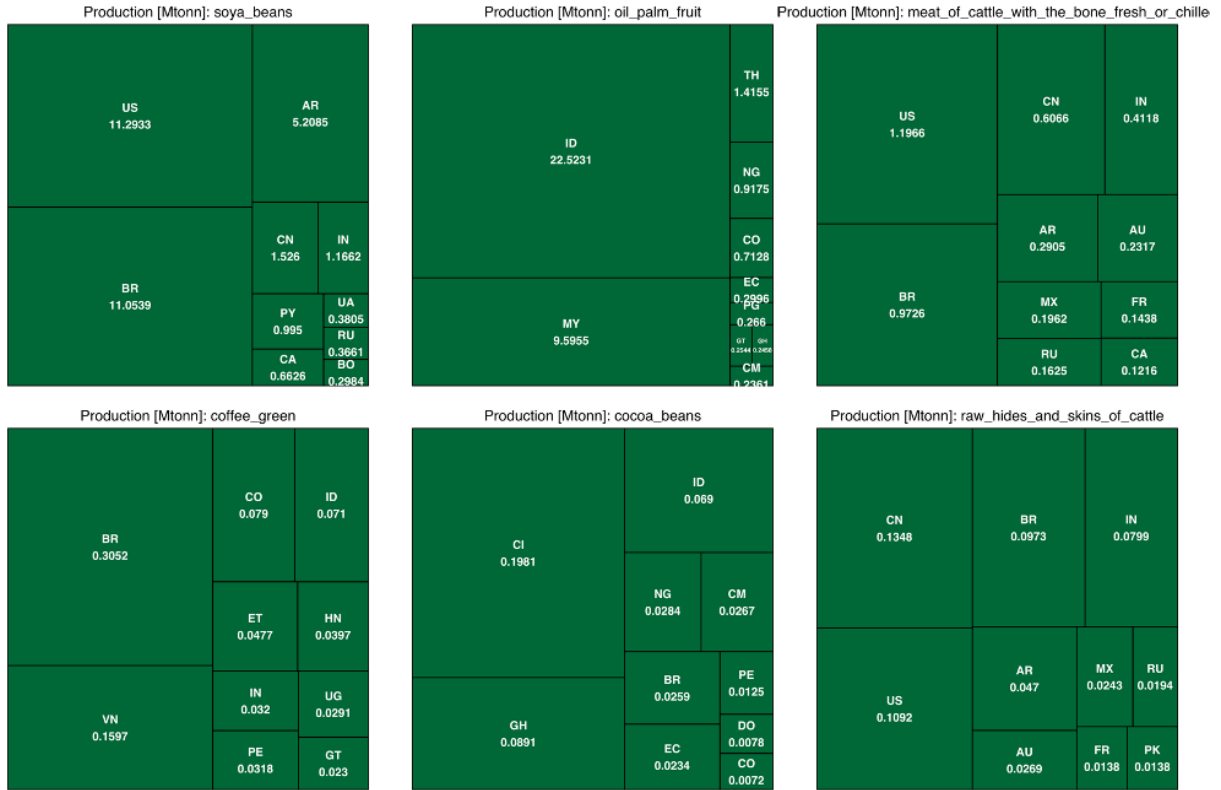 Production [Mtonn]: soya_beans
US
11.2933
AR
5.2085
BR
11.0539
CN
1.526
IN
1.1662
PY
0.995
UA
0.3805
RU
0.3661
CA
0.6626
BO
0.2984
Production [Mtonn]: oil_palm_fruit
ID
22.5231
TH
1.4155
NG
0.9175
CO
0.7128
MY
9.5955
EC
0.2996
PG
0.266
GT
0.2544
GH
0.2458
CM
0.2361
Production [Mtonn]: meat_of_cattle_with_the_bone_fresh_or_chille
US
1.1966
CN
0.6066
IN
0.4118
BR
0.9726
AR
0.2905
AU
0.2317
MX
0.1962
FR
0.1438
RU
0.1625
CA
0.1216
Production [Mtonn]: coffee_green
BR
0.3052
CO
0.079
ID
0.071
ET
0.0477
HN
0.0397
VN
0.1597
IN
0.032
UG
0.0291
PE
0.0318
GT
0.023
Production [Mtonn]: cocoa_beans
CI
0.1981
ID
0.069
NG
0.0284
CM
0.0267
GH
0.0891
BR
0.0259
PE
0.0125
EC
0.0234
DO
0.0078
CO
0.0072
Production [Mtonn]: raw_hides_and_skins_of_cattle
CN
0.1348
BR
0.0973
IN
0.0799
US
0.1092
AR
0.047
MX
0.0243
RU
0.0194
AU
0.0269
FR
0.0138
PK
0.0138